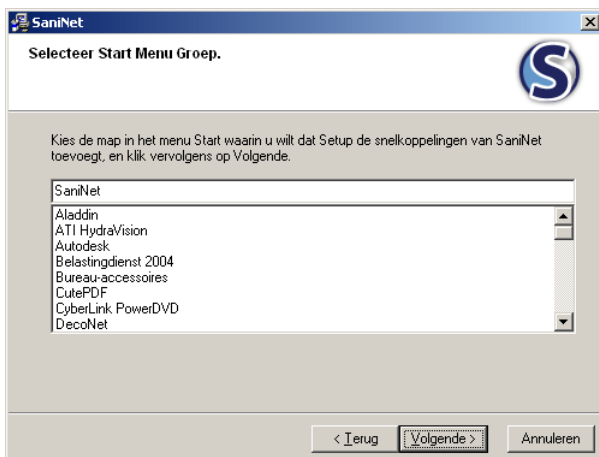 SaniNet
Selecteer Start Menu Groep.
S
Kies de map in het menu Start waarin u wilt dat Setup de snelkoppelingen van SaniNet
toevoegt, en klik vervolgens op Volgende.
SaniNet
Aladdin
ATI HydraVision
Autodesk
Belastingdienst 2004
Bureau-accessoires
CutePDF
CyberLink PowerDVD
DecoNet
< Terug Volgende > Annuleren